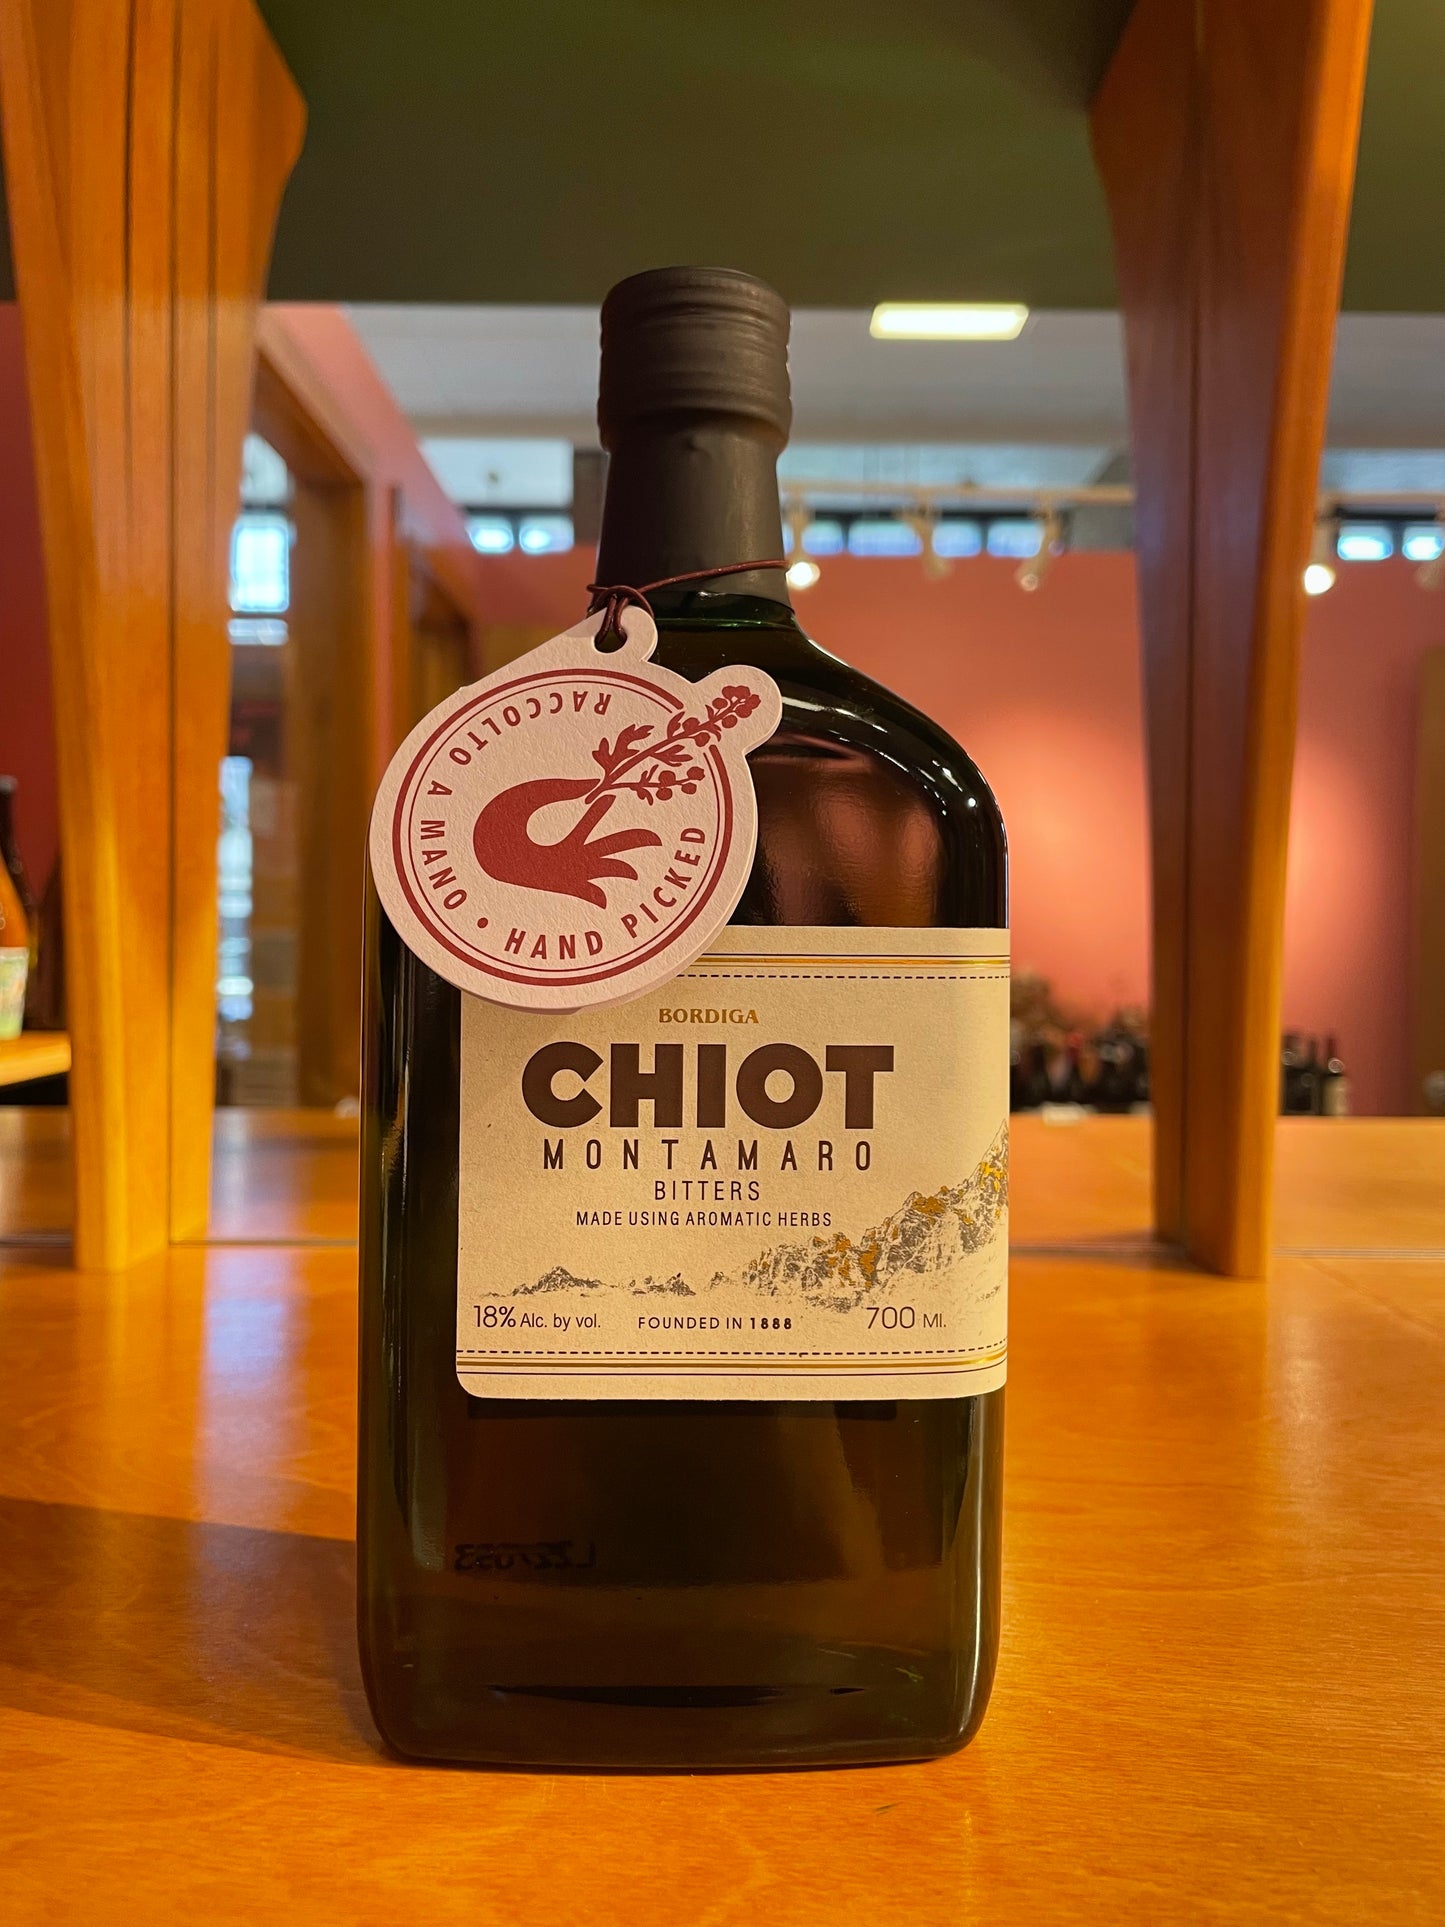 RACCOLTO A MANO • HAND PICKED
BORDIGA
CHIOT
MONTAMARO
BITTERS
MADE USING AROMATIC HERBS
18% Alc. by vol. FOUNDED IN 1888 700 Ml.